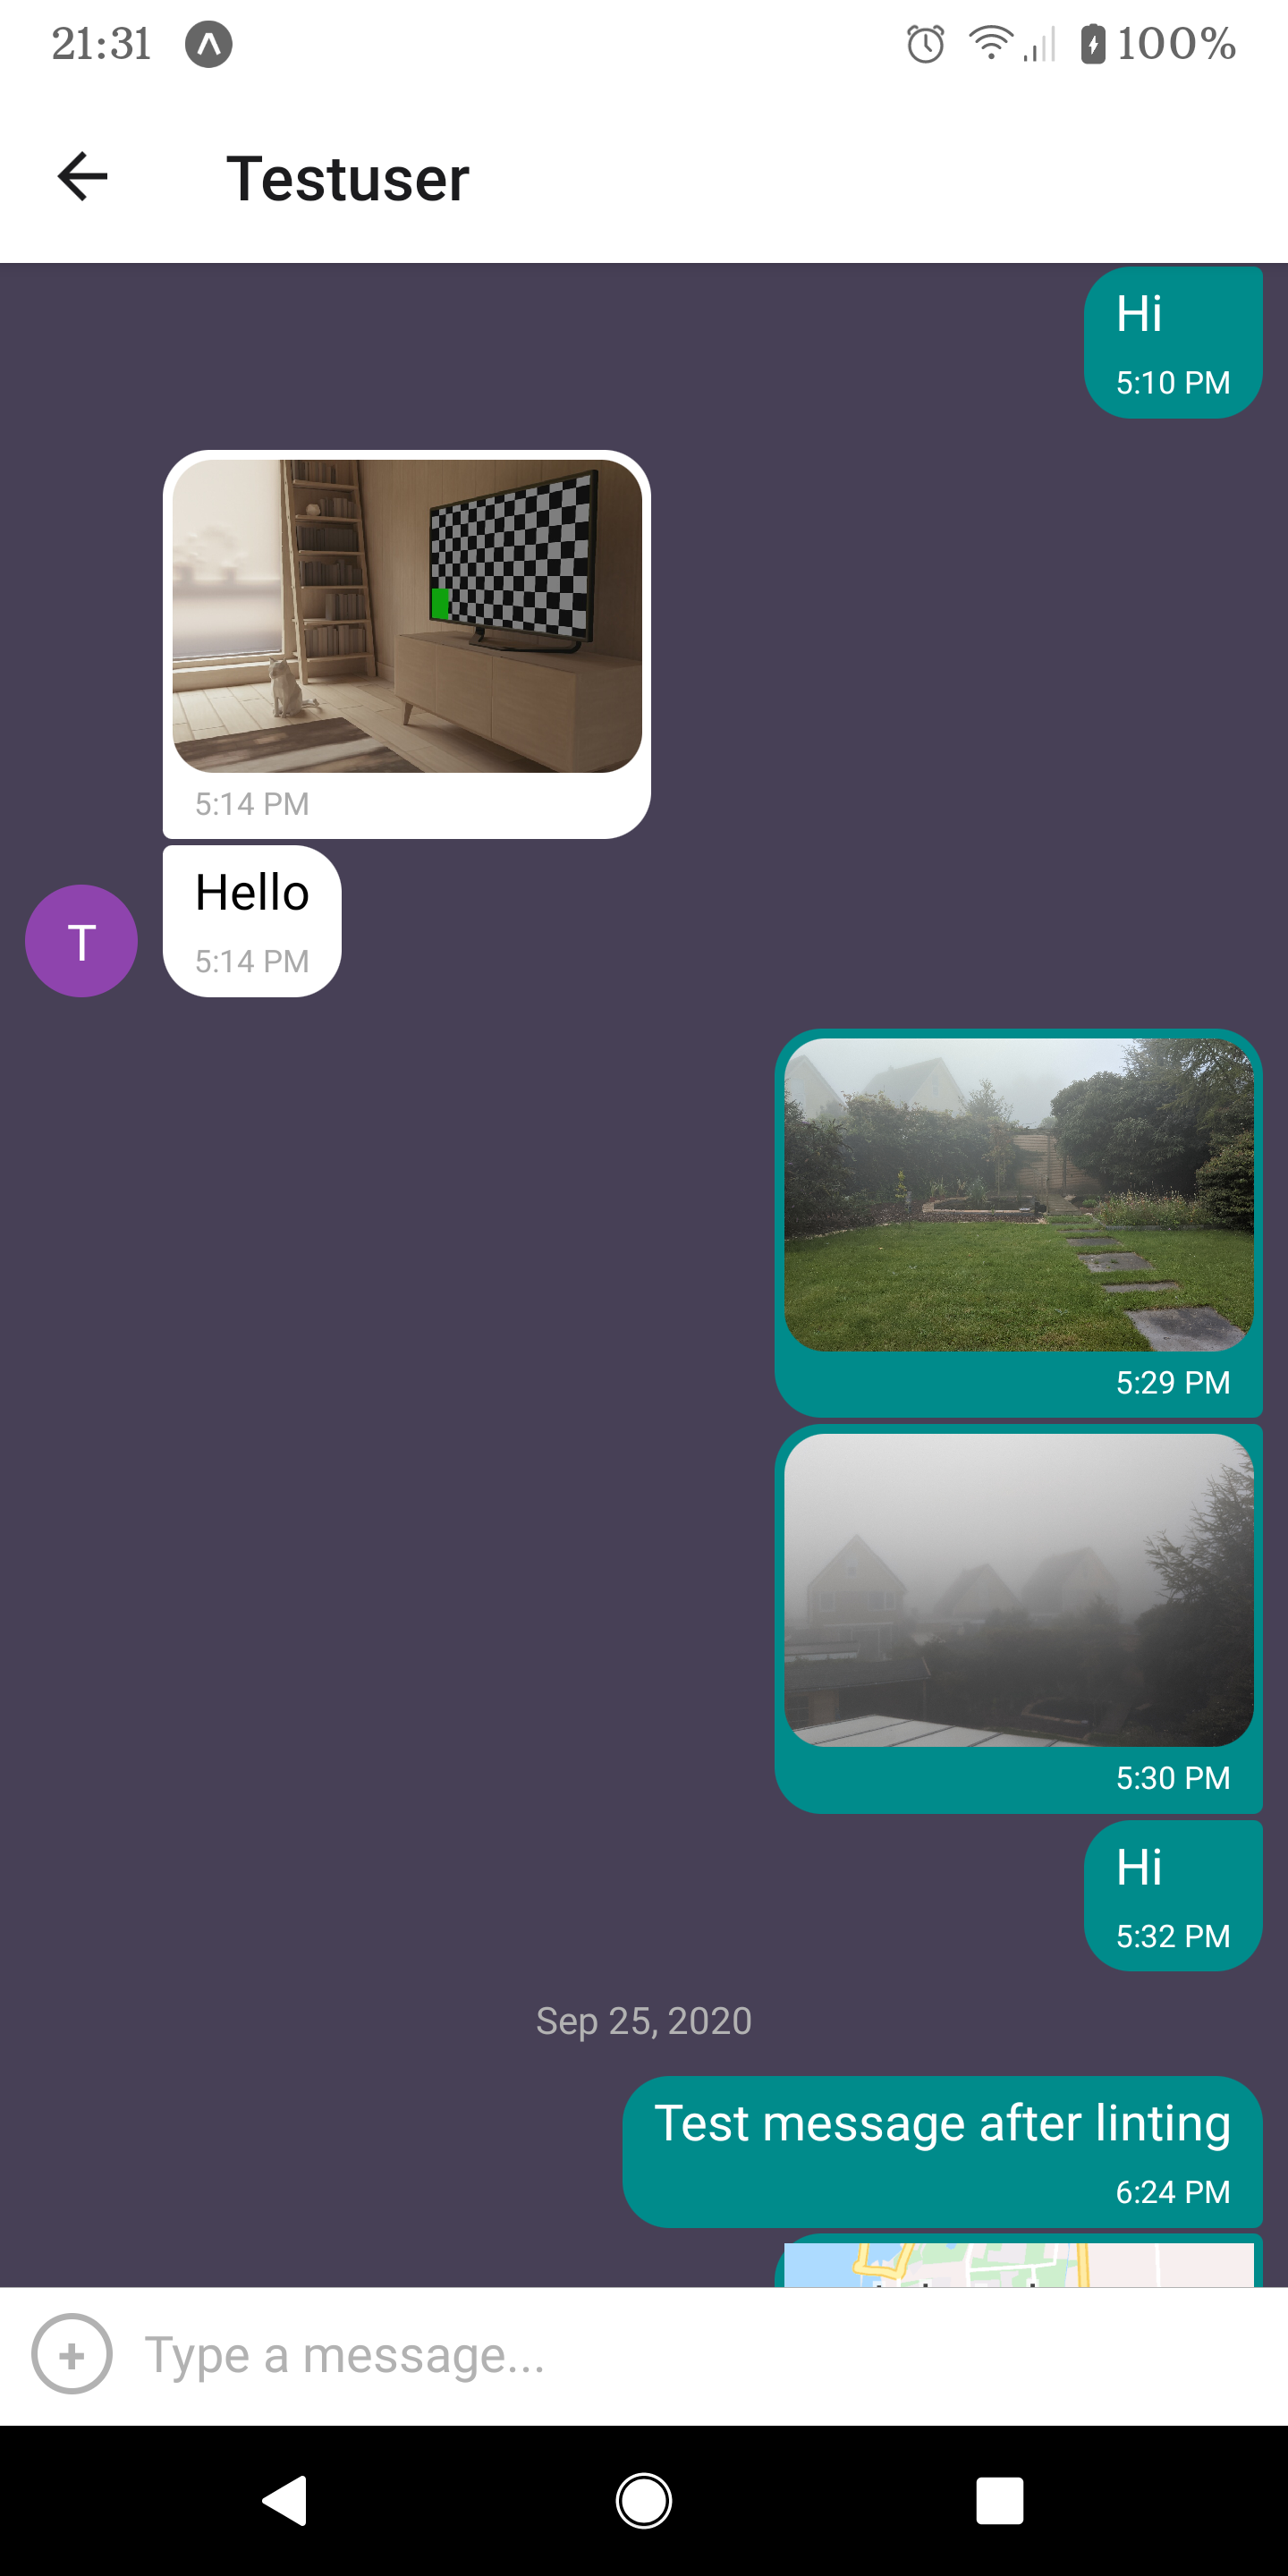 21:31 100%
Testuser
Hi
5:10 PM
5:14 PM
Hello
5:14 PM
T
5:29 PM
5:30 PM
Hi
5:32 PM
Sep 25, 2020
Test message after linting
6:24 PM
Type a message...